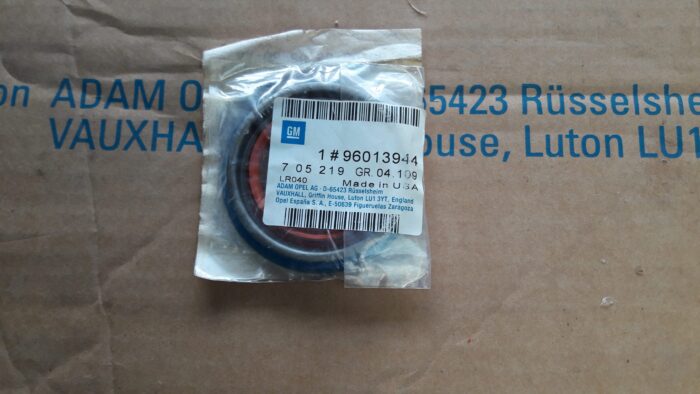 on ADAM O -65423 Rüsselshe
VAUXHA House, Luton LU1
GM
1 # 96013944
7 05 219 GR. 04.109
LR040 Made in USA
ADAM OPEL AG · D-65423 Rüsselsheim
VAUXHALL, Griffin House, Luton LU1 3YT, England
Opel España S. A., E-50639 Figueruelas Zaragoza